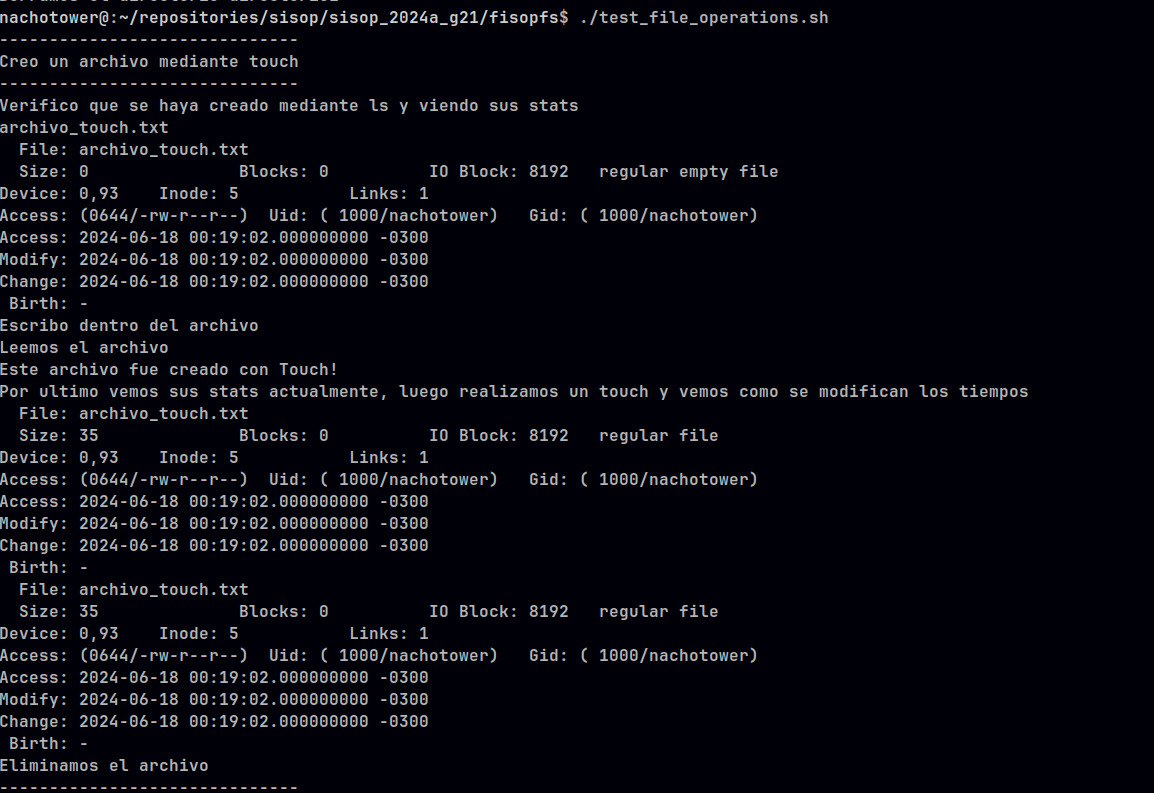 nachotower@:~/repositories/sisop/sisop_2024a_g21/fisopfs$ ./test_file_operations.sh
------------------------------
Creo un archivo mediante touch
------------------------------
Verifico que se haya creado mediante ls y viendo sus stats
archivo_touch.txt
  File: archivo_touch.txt
  Size: 0               Blocks: 0          IO Block: 8192   regular empty file
Device: 0,93    Inode: 5           Links: 1
Access: (0644/-rw-r--r--)  Uid: ( 1000/nachotower)   Gid: ( 1000/nachotower)
Access: 2024-06-18 00:19:02.000000000 -0300
Modify: 2024-06-18 00:19:02.000000000 -0300
Change: 2024-06-18 00:19:02.000000000 -0300
 Birth: -
Escribo dentro del archivo
Leemos el archivo
Este archivo fue creado con Touch!
Por ultimo vemos sus stats actualmente, luego realizamos un touch y vemos como se modifican los tiempos
  File: archivo_touch.txt
  Size: 35              Blocks: 0          IO Block: 8192   regular file
Device: 0,93    Inode: 5           Links: 1
Access: (0644/-rw-r--r--)  Uid: ( 1000/nachotower)   Gid: ( 1000/nachotower)
Access: 2024-06-18 00:19:02.000000000 -0300
Modify: 2024-06-18 00:19:02.000000000 -0300
Change: 2024-06-18 00:19:02.000000000 -0300
 Birth: -
  File: archivo_touch.txt
  Size: 35              Blocks: 0          IO Block: 8192   regular file
Device: 0,93    Inode: 5           Links: 1
Access: (0644/-rw-r--r--)  Uid: ( 1000/nachotower)   Gid: ( 1000/nachotower)
Access: 2024-06-18 00:19:02.000000000 -0300
Modify: 2024-06-18 00:19:02.000000000 -0300
Change: 2024-06-18 00:19:02.000000000 -0300
 Birth: -
Eliminamos el archivo
------------------------------